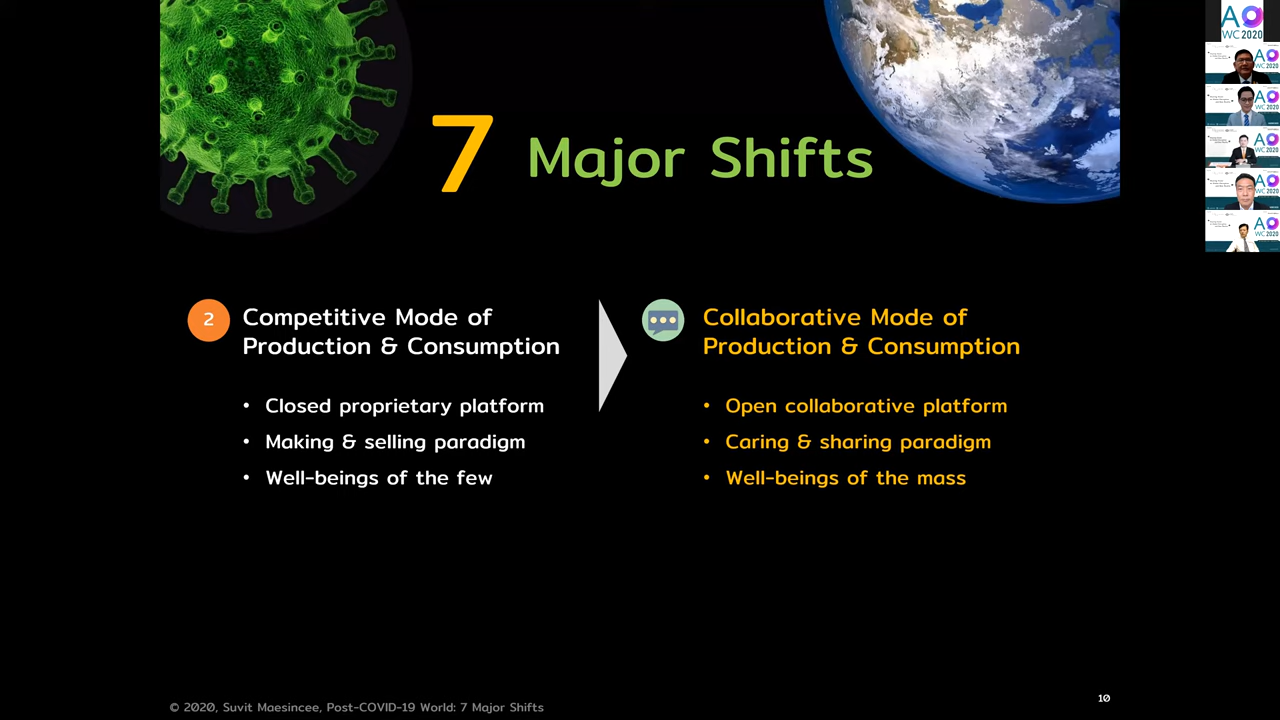 AO
WC 2020
7 Major Shifts
2
Competitive Mode of
Production & Consumption
• Closed proprietary platform
• Making & selling paradigm
• Well-beings of the few
Collaborative Mode of
Production & Consumption
• Open collaborative platform
• Caring & sharing paradigm
• Well-beings of the mass
© 2020, Suvit Maesincee, Post-COVID-19 World: 7 Major Shifts
10